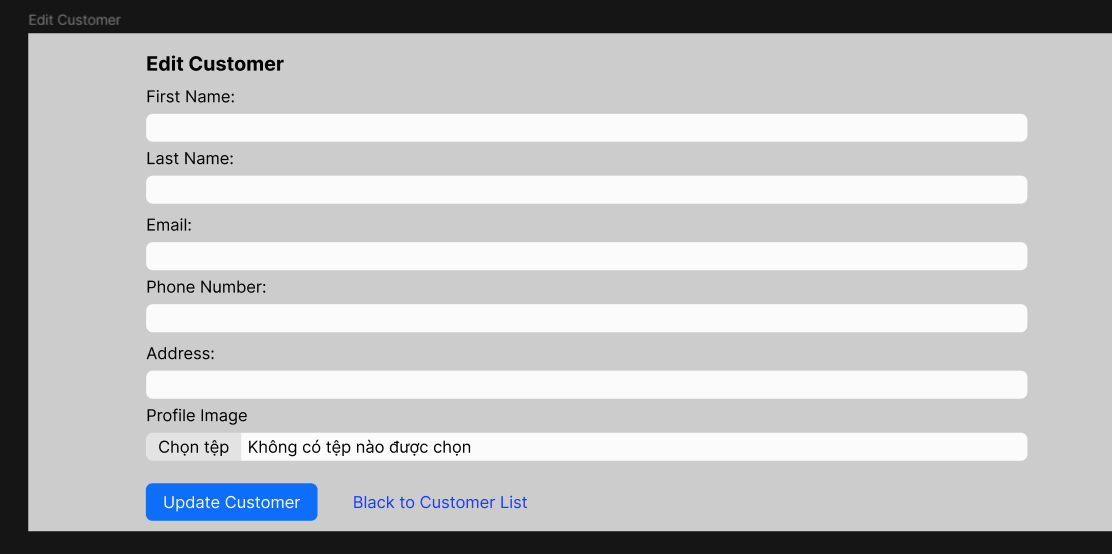 Edit Customer
Edit Customer
First Name:
Last Name:
Email:
Phone Number:
Address:
Profile Image
Chọn tệp Không có tệp nào được chọn
Update Customer Black to Customer List